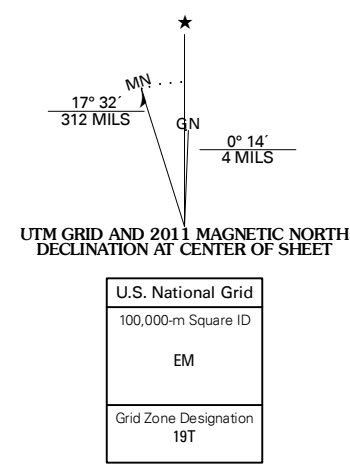 ★
MN
17° 32´
312 MILS
GN
0° 14´
4 MILS
UTM GRID AND 2011 MAGNETIC NORTH
DECLINATION AT CENTER OF SHEET
U.S. National Grid
100,000-m Square ID
EM
Grid Zone Designation
19T